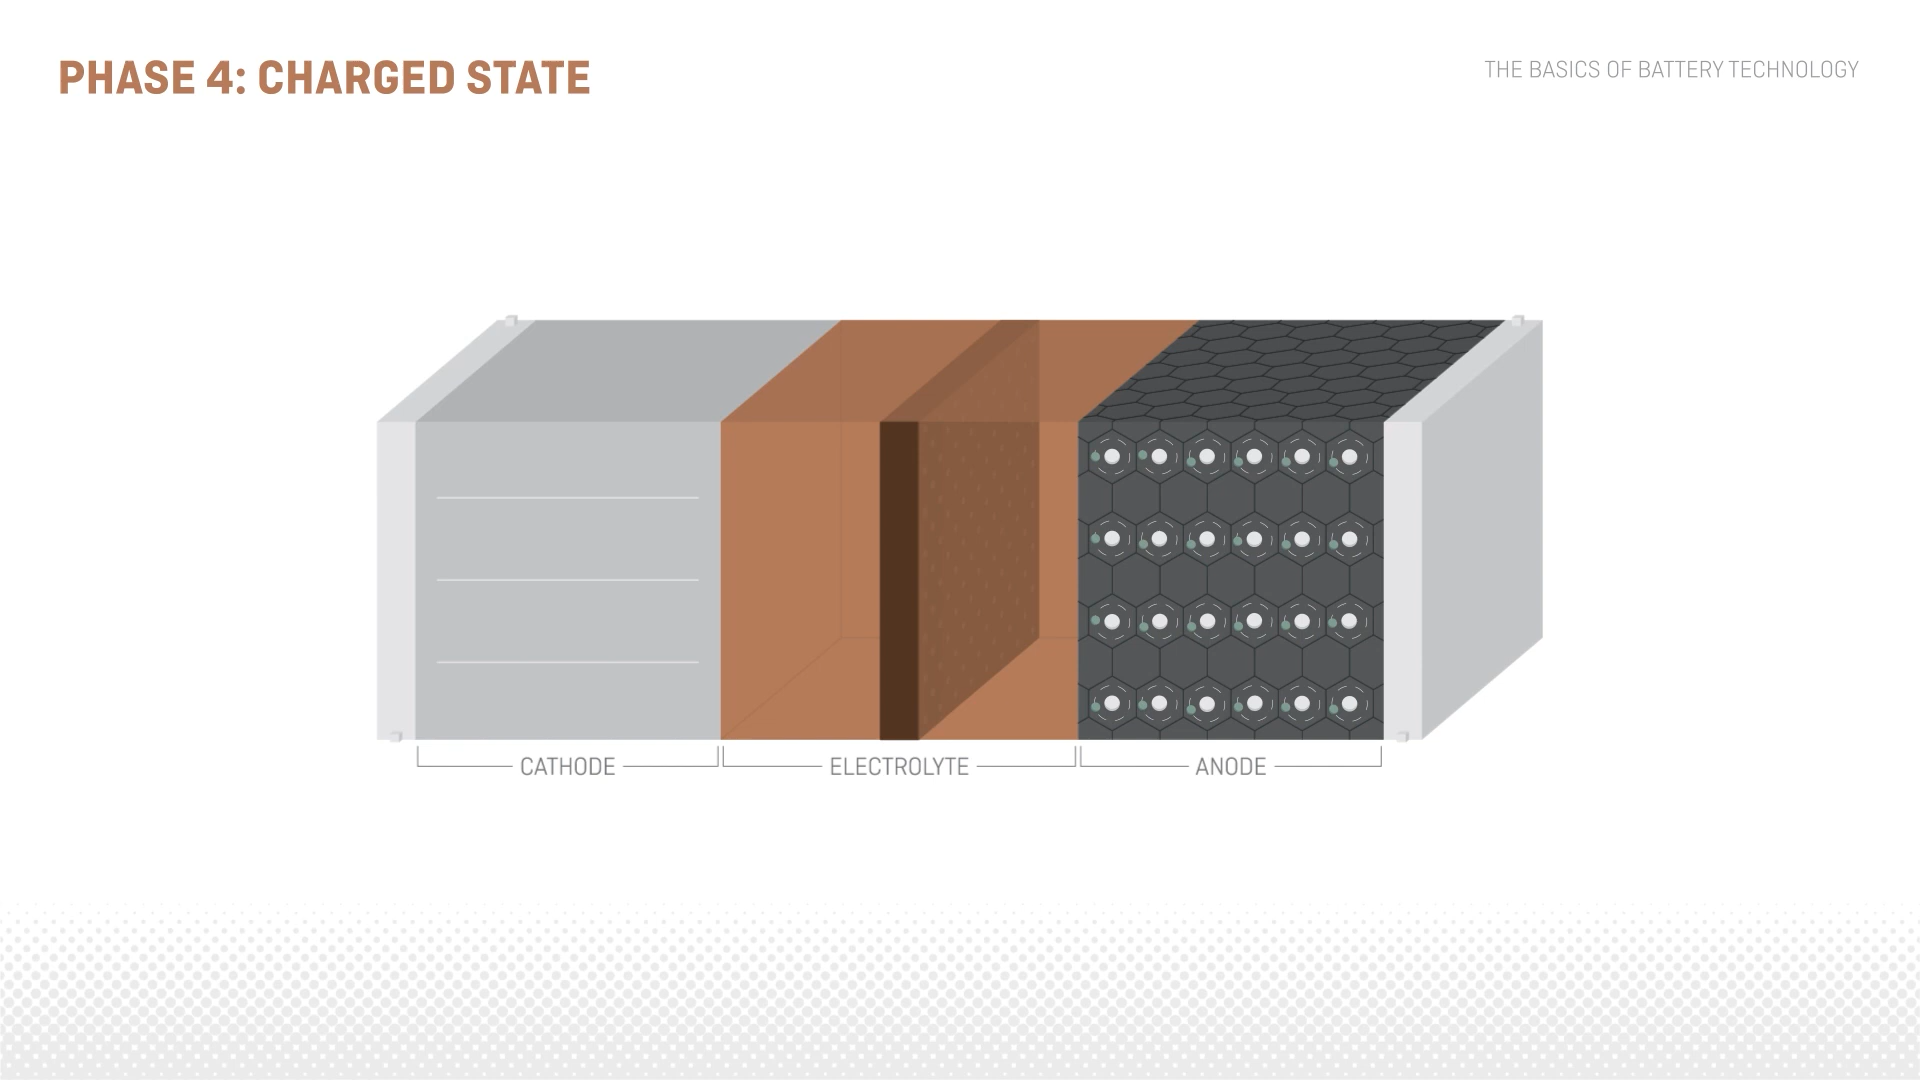 PHASE 4: CHARGED STATE
THE BASICS OF BATTERY TECHNOLOGY
CATHODE
ELECTROLYTE
ANODE